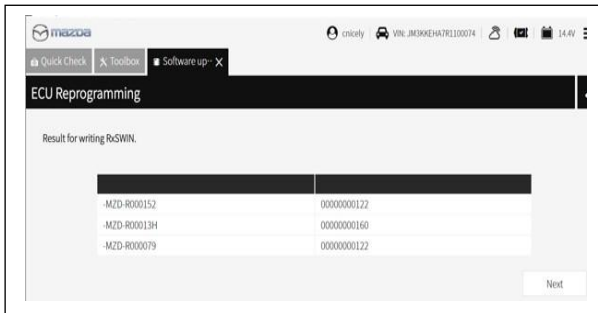 mazda
cnicely VIN: JM3KKEHA7R1100074 14.4V
Quick Check Toolbox Software up··
ECU Reprogramming
Result for writing RxSWIN.
-MZD-R000152 00000000122
-MZD-R00013H 00000000160
-MZD-R000079 00000000122
Next